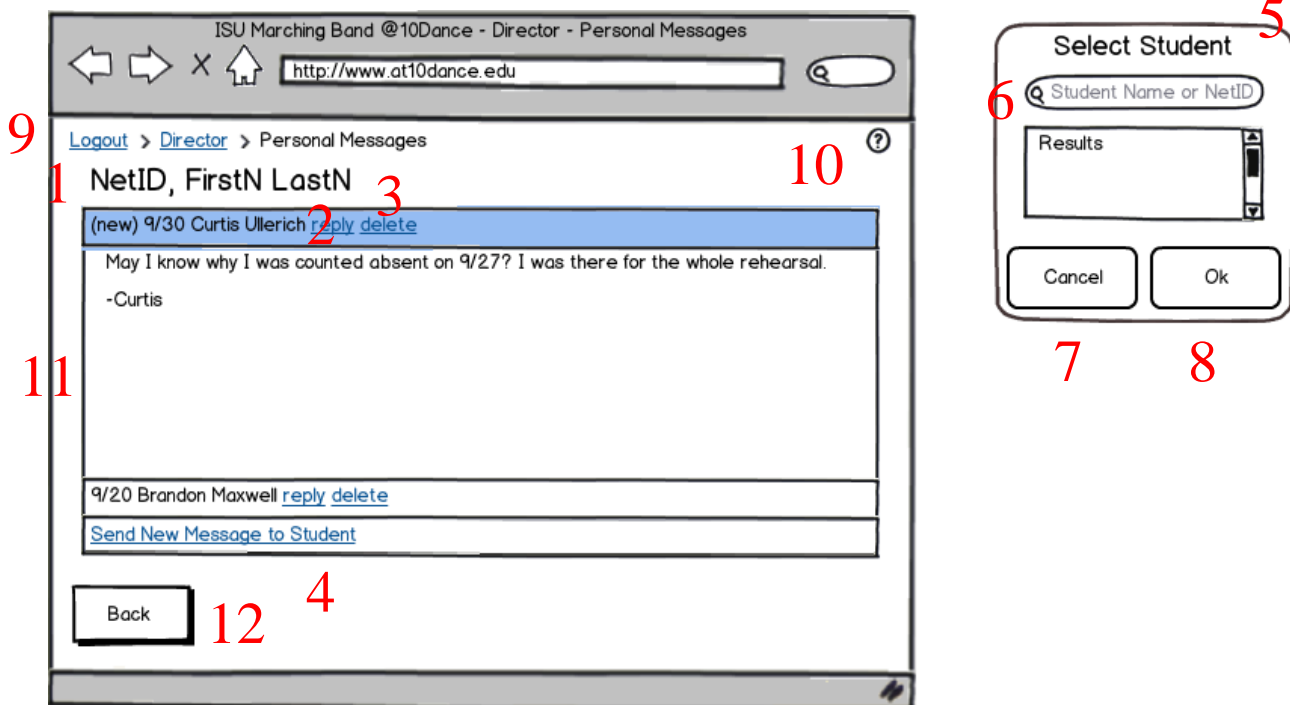 ISU Marching Band @10Dance - Director - Personal Messages
http://www.at10dance.edu
9
Logout > Director > Personal Messages
?
10
1
NetID, FirstN LastN
3
(new) 9/30 Curtis Ullerich reply delete
2
May I know why I was counted absent on 9/27? I was there for the whole rehearsal.
-Curtis
11
9/20 Brandon Maxwell reply delete
Send New Message to Student
4
Back
12
5
Select Student
6
Student Name or NetID
Results
Cancel
Ok
7
8